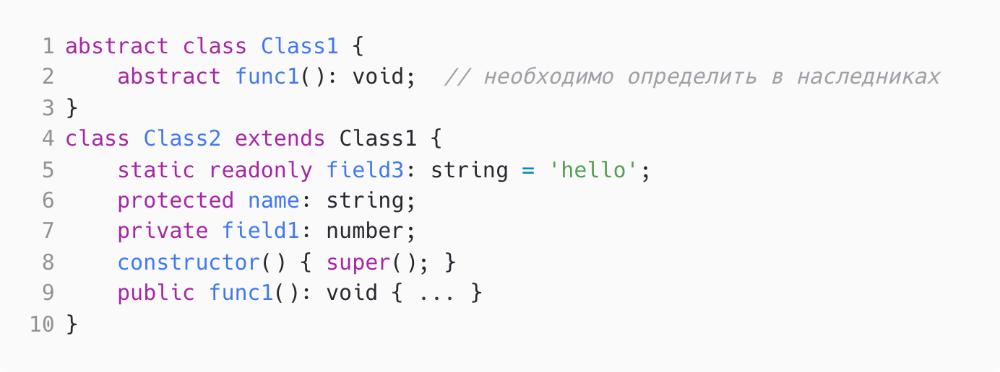 1 abstract class Class1 {
2     abstract func1(): void;  // необходимо определить в наследниках
3 }
4 class Class2 extends Class1 {
5     static readonly field3: string = 'hello';
6     protected name: string;
7     private field1: number;
8     constructor() { super(); }
9     public func1(): void { ... }
10 }